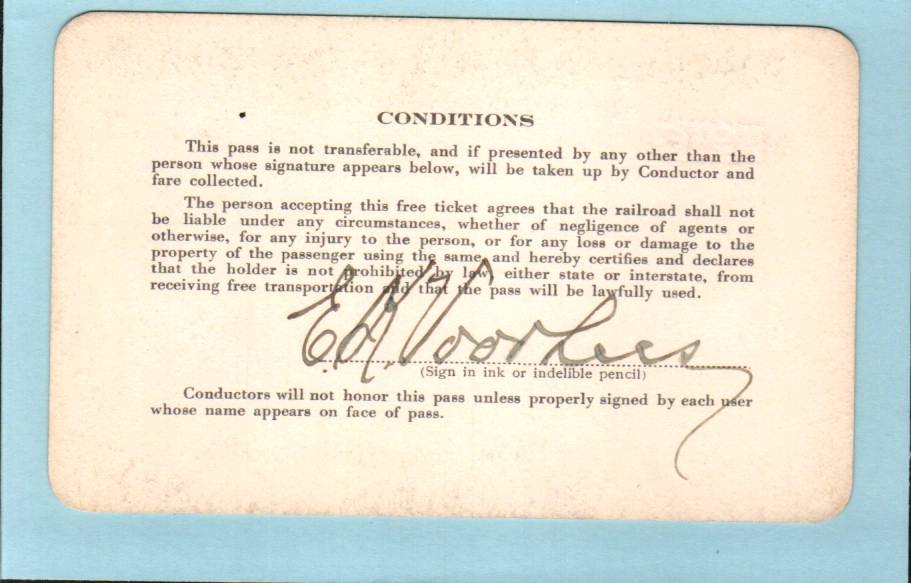 CONDITIONS
This pass is not transferable, and if presented by any other than the
person whose signature appears below, will be taken up by Conductor and
fare collected.
The person accepting this free ticket agrees that the railroad shall not
be liable under any circumstances, whether of negligence of agents or
otherwise, for any injury to the person, or for any loss or damage to the
property of the passenger using the same, and hereby certifies and declares
that the holder is not prohibited by law, either state or interstate, from
receiving free transportation and that the pass will be lawfully used.
Voorhees
(Sign in ink or indelible pencil)
Conductors will not honor this pass unless properly signed by each user
whose name appears on face of pass.